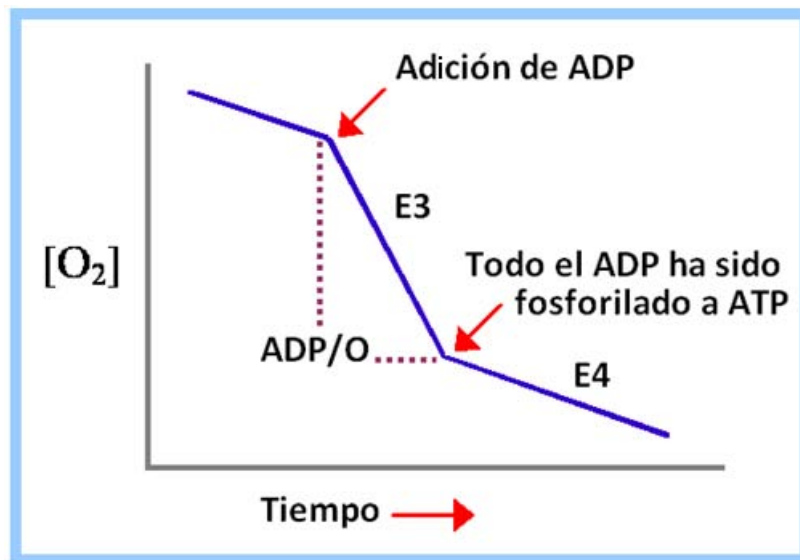 Adición de ADP
E3
[O₂]
Todo el ADP ha sido
fosforilado a ATP
ADP/O
E4
Tiempo